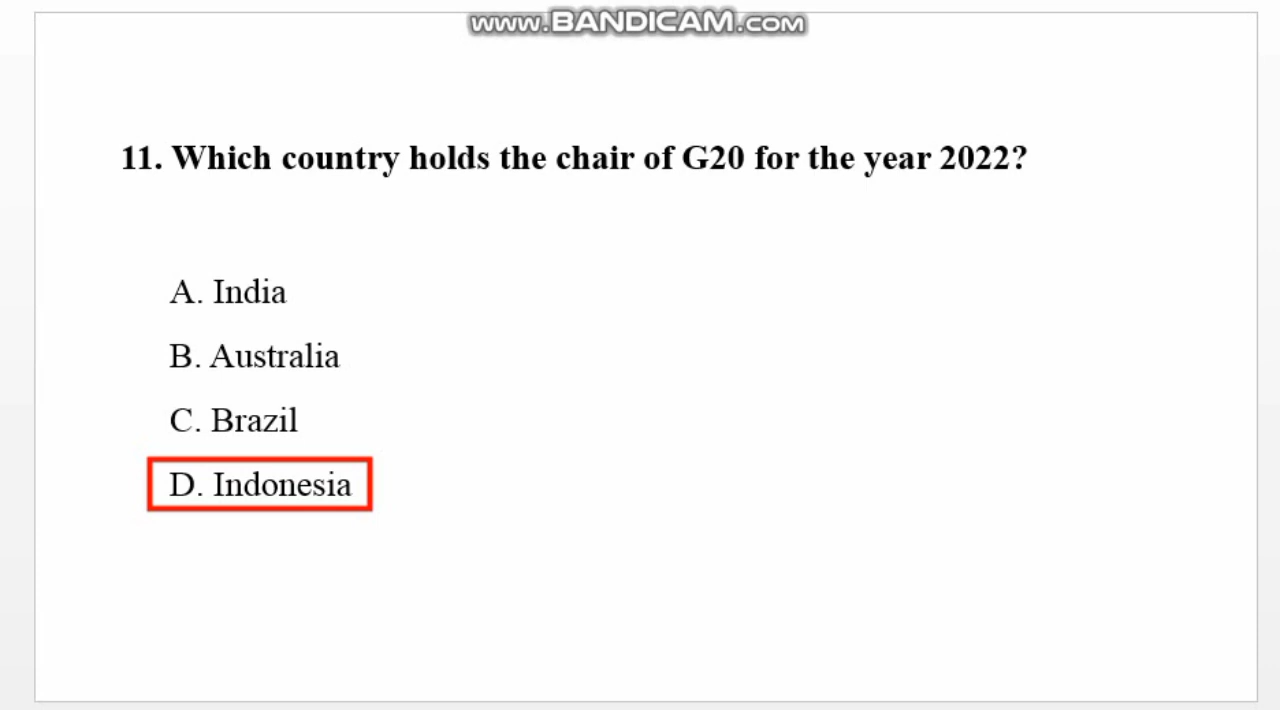 www.BANDICAM.com
11. Which country holds the chair of G20 for the year 2022?
A. India
B. Australia
C. Brazil
D. Indonesia